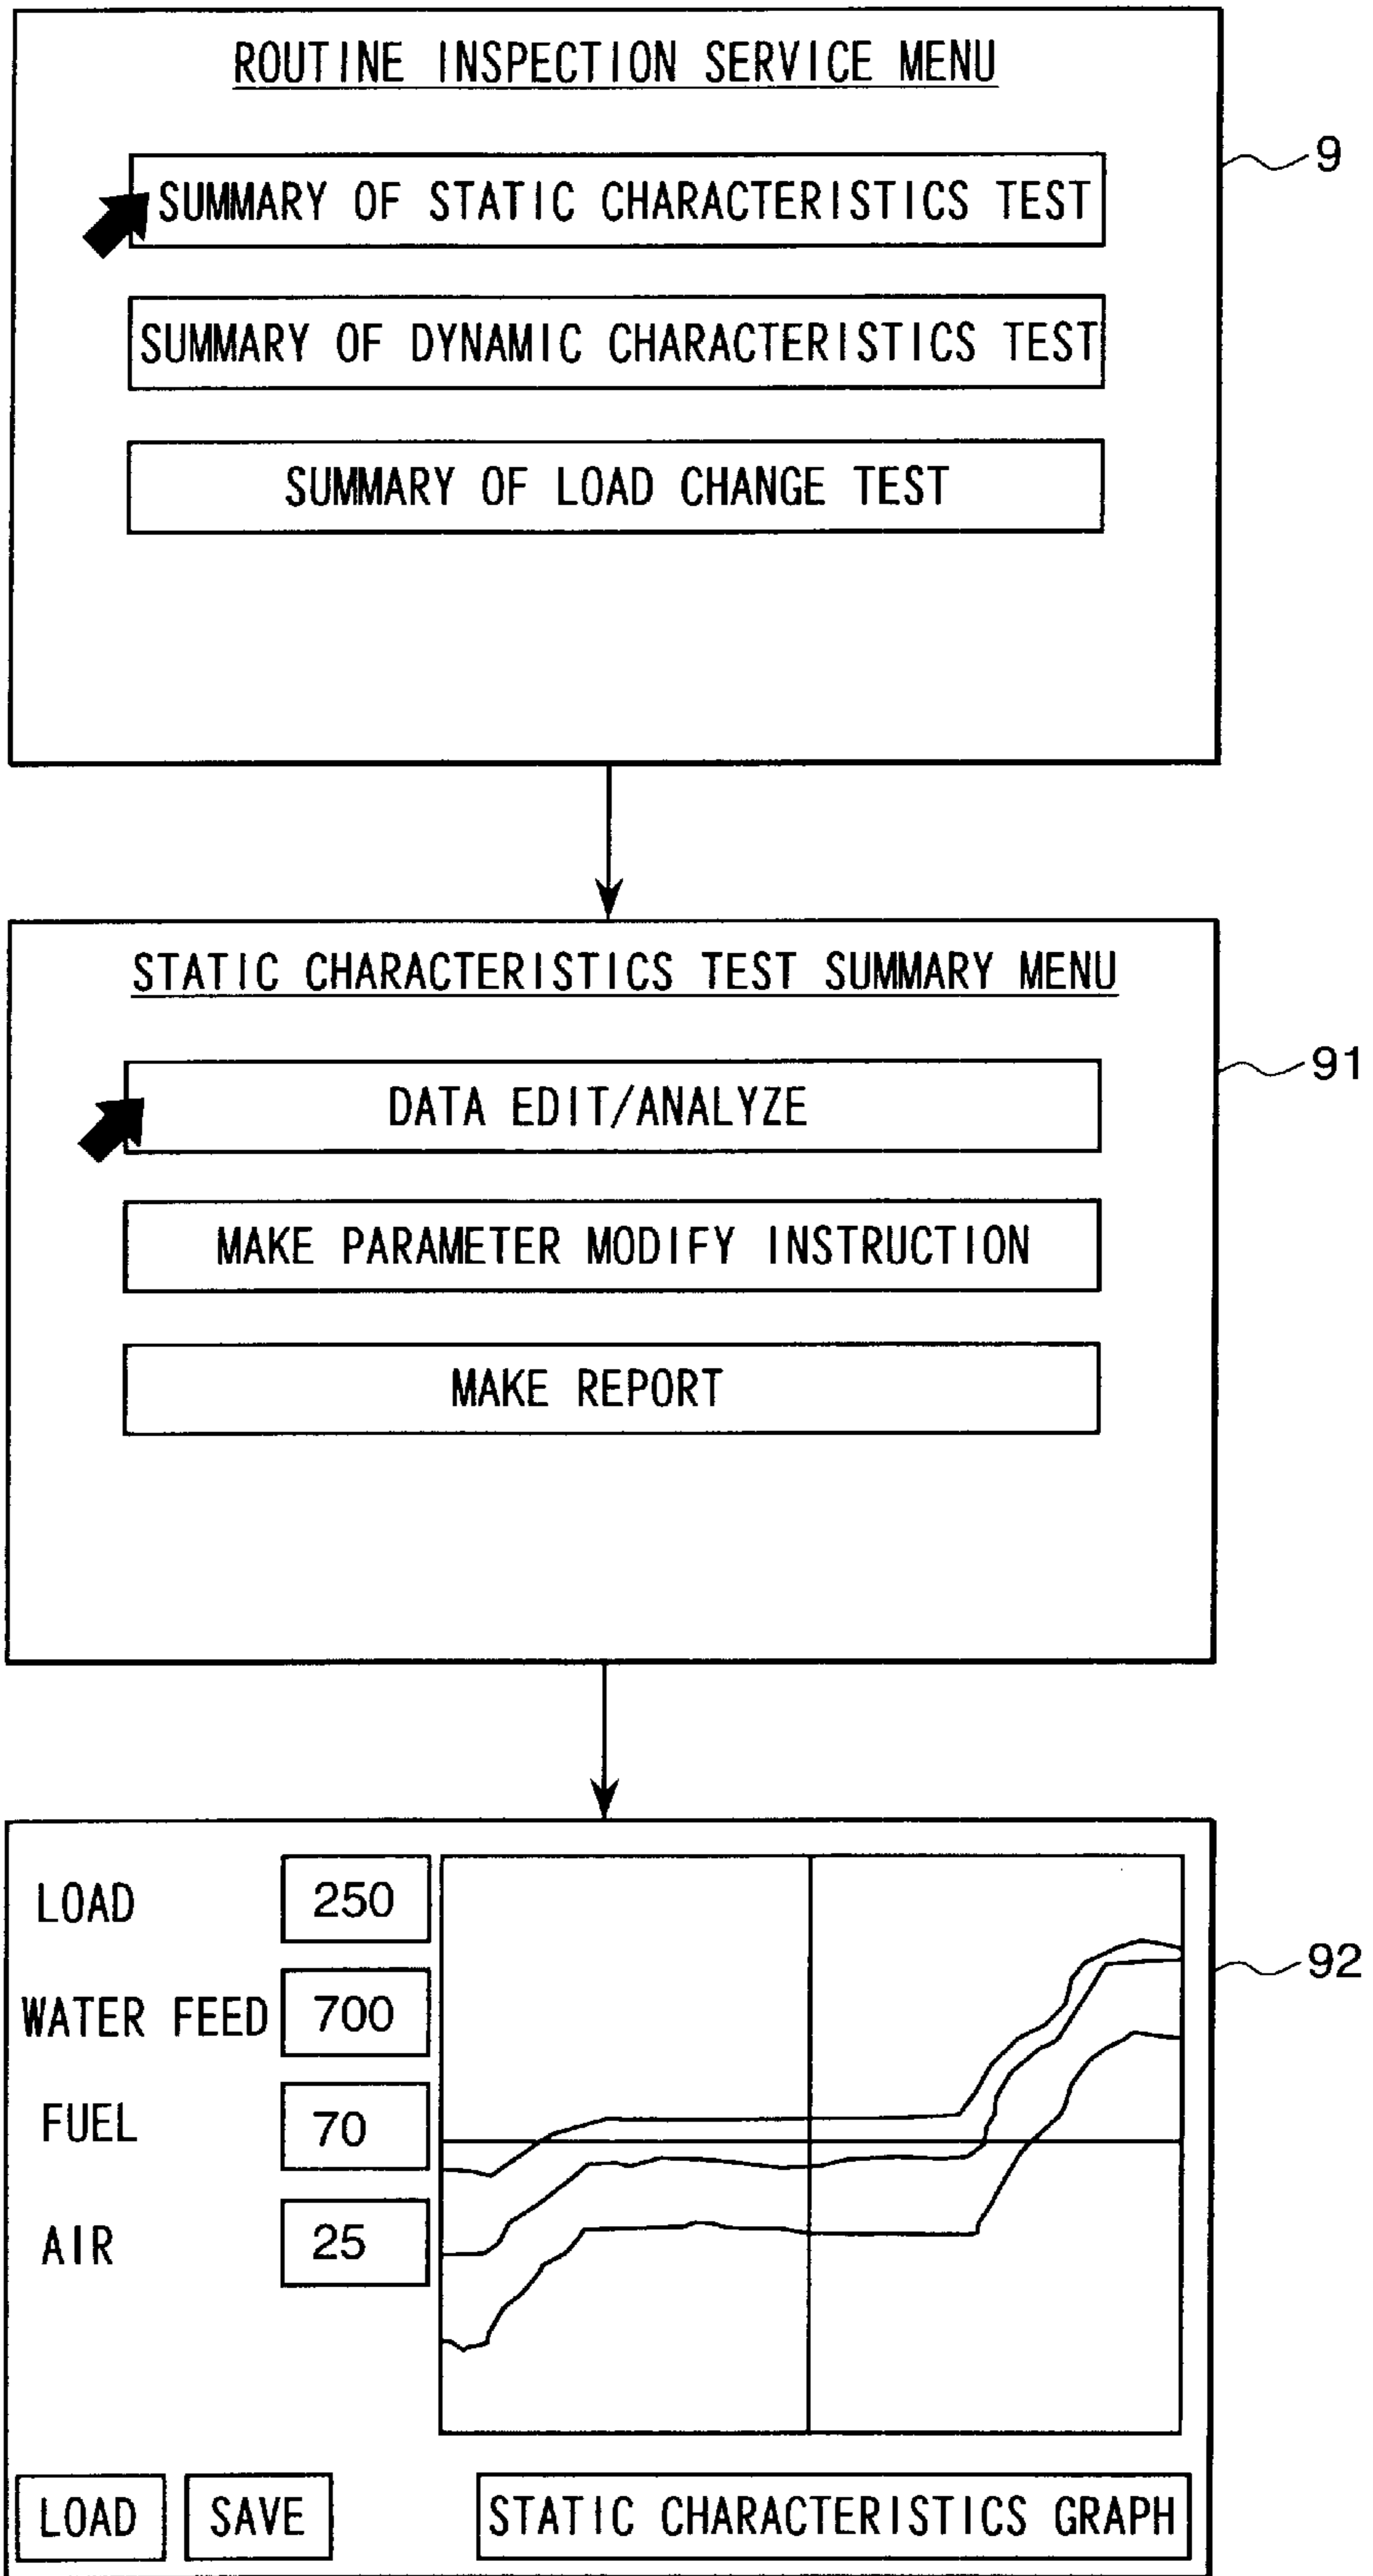 ROUTINE INSPECTION SERVICE MENU
9
SUMMARY OF STATIC CHARACTERISTICS TEST
SUMMARY OF DYNAMIC CHARACTERISTICS TEST
SUMMARY OF LOAD CHANGE TEST
STATIC CHARACTERISTICS TEST SUMMARY MENU
91
DATA EDIT/ANALYZE
MAKE PARAMETER MODIFY INSTRUCTION
MAKE REPORT
LOAD 250
92
WATER FEED 700
FUEL 70
AIR 25
LOAD SAVE STATIC CHARACTERISTICS GRAPH